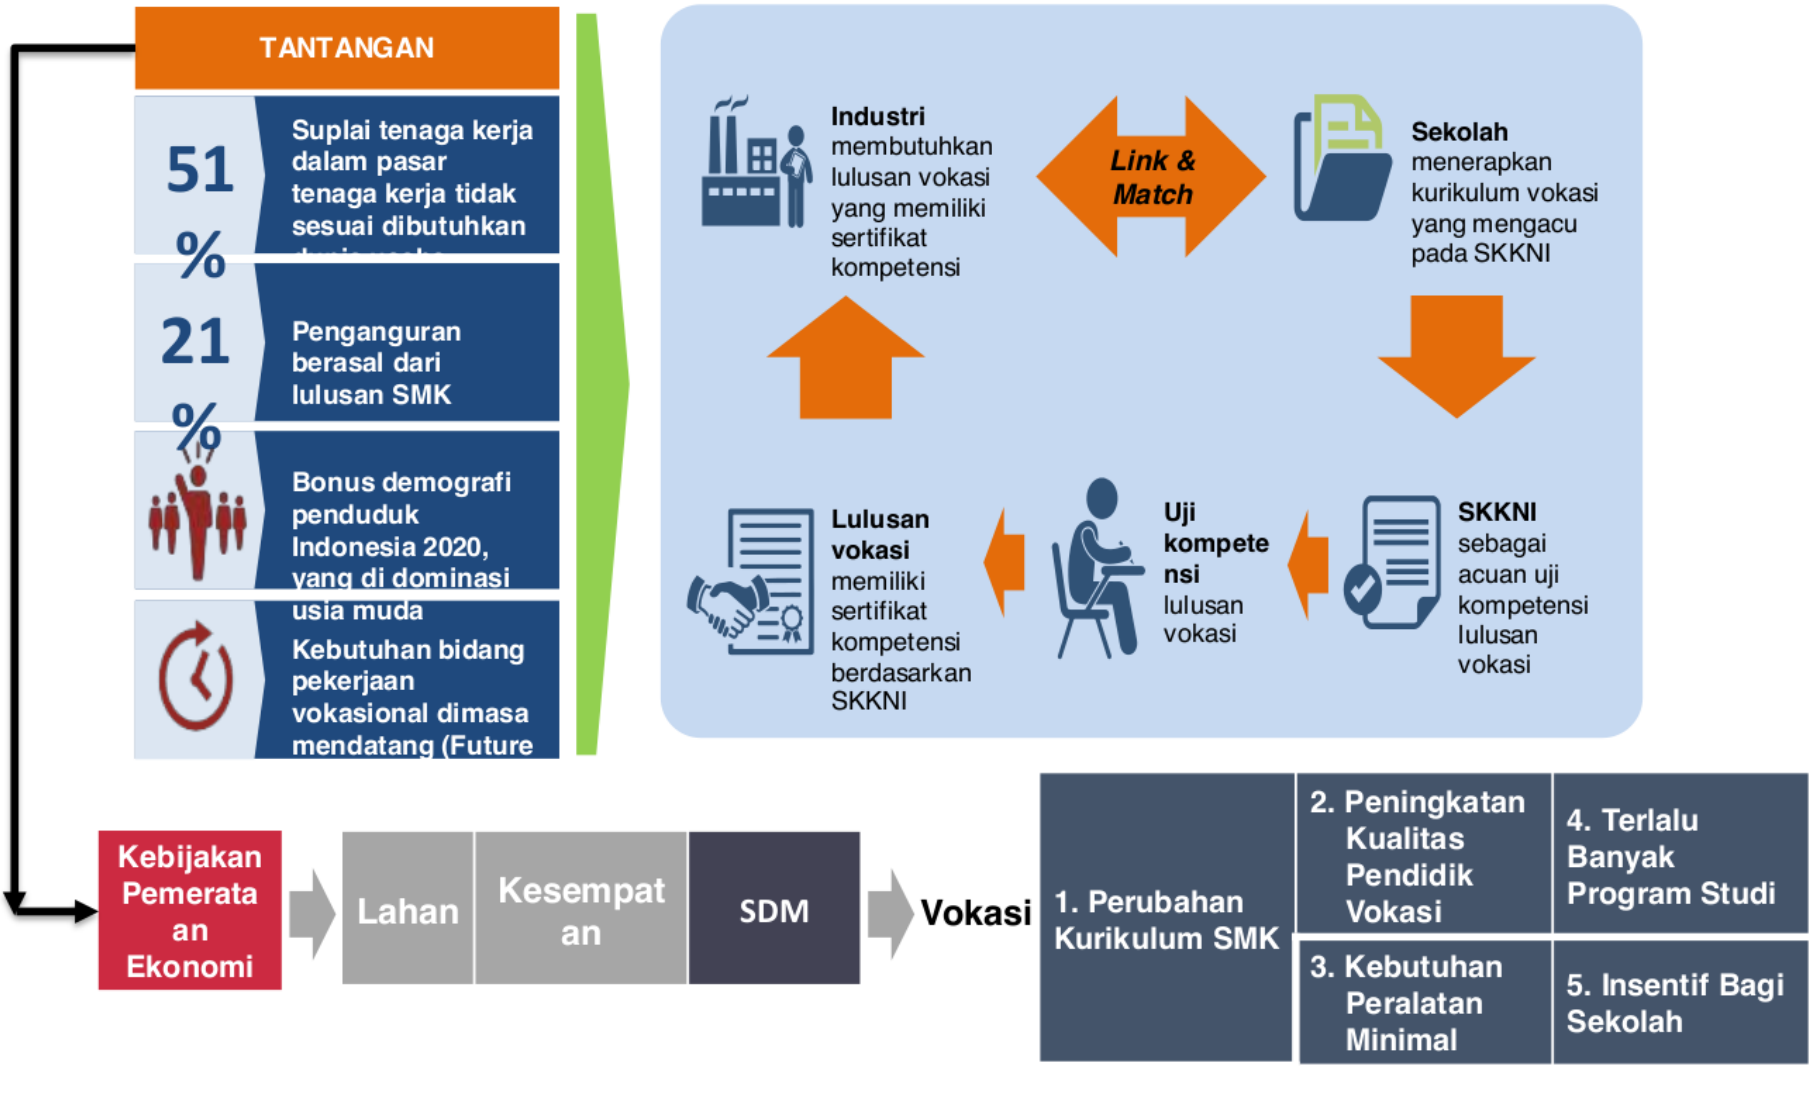 TANTANGAN
51
%
Suplai tenaga kerja
dalam pasar
tenaga kerja tidak
sesuai dibutuhkan
21
%
Penganguran
berasal dari
lulusan SMK
Bonus demografi
penduduk
Indonesia 2020,
yang di dominasi
usia muda
Kebutuhan bidang
pekerjaan
vokasional dimasa
mendatang (Future
Industri
membutuhkan
lulusan vokasi
yang memiliki
sertifikat
kompetensi
Link &
Match
Sekolah
menerapkan
kurikulum vokasi
yang mengacu
pada SKKNI
Lulusan
vokasi
memiliki
sertifikat
kompetensi
berdasarkan
SKKNI
Uji
kompete
nsi
lulusan
vokasi
SKKNI
sebagai
acuan uji
kompetensi
lulusan
vokasi
Kebijakan
Pemerata
an
Ekonomi
Lahan
Kesempat
an
SDM
Vokasi
1. Perubahan
Kurikulum SMK
2. Peningkatan
Kualitas
Pendidik
Vokasi
3. Kebutuhan
Peralatan
Minimal
4. Terlalu
Banyak
Program Studi
5. Insentif Bagi
Sekolah